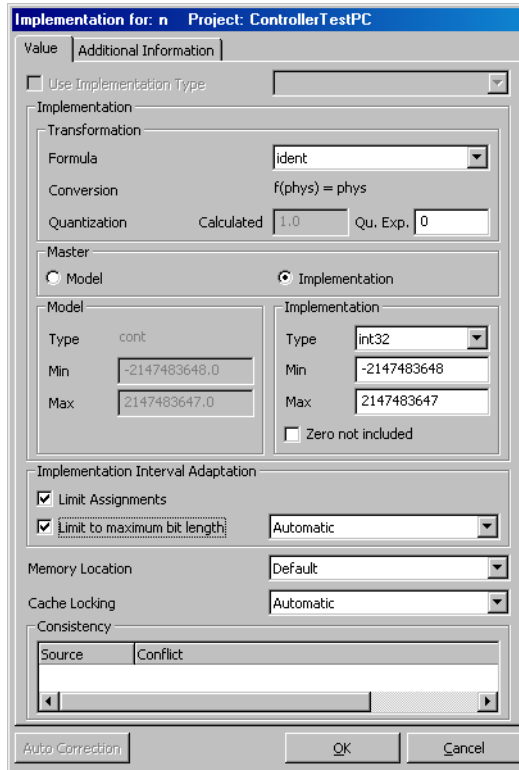 Implementation for: n Project: ControllerTestPC
Value Additional Information
Use Implementation Type
Implementation
Transformation
Formula ident
Conversion f(phys) = phys
Quantization Calculated 1.0 Qu. Exp. 0
Master
Model Implementation
Model Implementation
Type cont Type int32
Min -2147483648.0 Min -2147483648
Max 2147483647.0 Max 2147483647
Zero not included
Implementation Interval Adaptation
Limit Assignments
Limit to maximum bit length Automatic
Memory Location Default
Cache Locking Automatic
Consistency
Source Conflict
Auto Correction OK Cancel